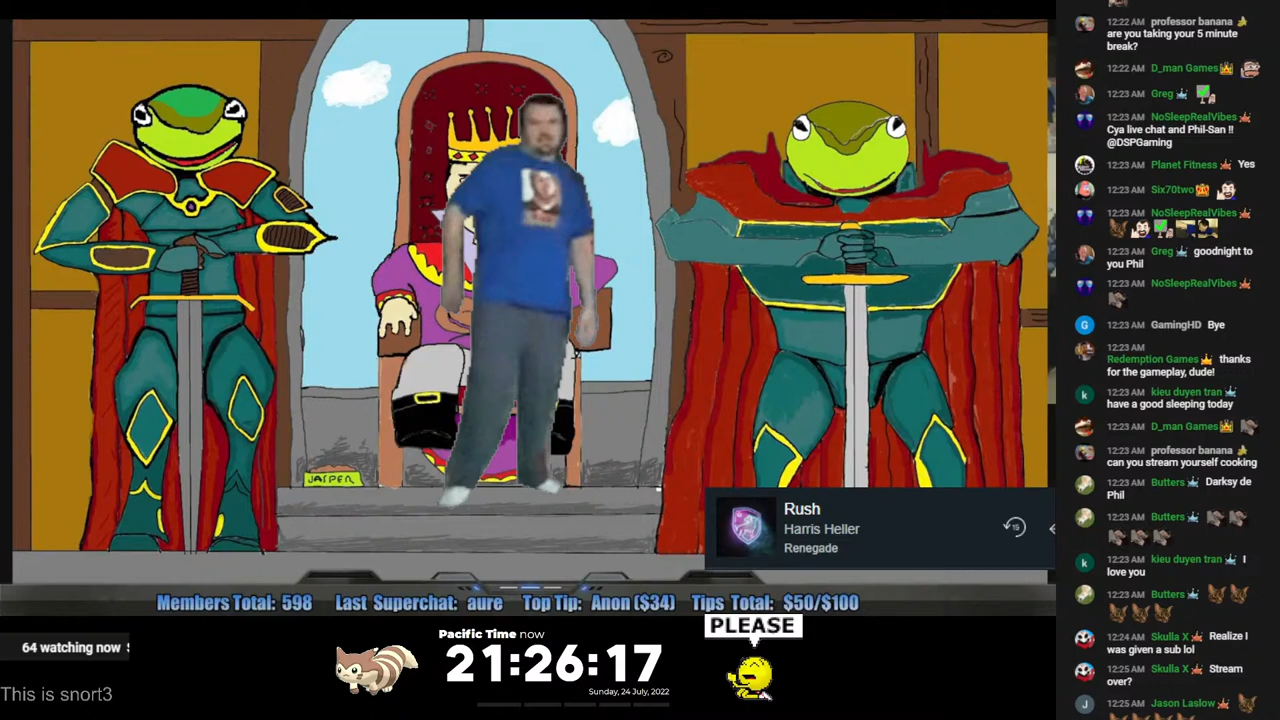 JASPER
Rush
Harris Heller
Renegade
15
Members Total: 598 Last Superchat: aure Top Tip: Anon ($34) Tips Total: $50/$100
64 watching now
This is snort3
Pacific Time now
21:26:17
Sunday, 24 July, 2022
PLEASE
12:22 AM professor banana
are you taking your 5 minute
break?
12:22 AM D_man Games
12:23 AM Greg
12:23 AM NoSleepRealVibes
Cya live chat and Phil-San !!
@DSPGaming
12:23 AM Planet Fitness Yes
12:23 AM Six70two
12:23 AM NoSleepRealVibes
12:23 AM Greg goodnight to
you Phil
12:23 AM NoSleepRealVibes
G 12:23 AM GamingHD Bye
12:23 AM
Redemption Games thanks
for the gameplay, dude!
k 12:23 AM kieu duyen tran
have a good sleeping today
12:23 AM D_man Games
12:23 AM professor banana
can you stream yourself cooking
12:23 AM Butters Darksy de
Phil
12:23 AM Butters
k 12:23 AM kieu duyen tran I
love you
12:23 AM Butters
12:24 AM Skulla X Realize I
was given a sub lol
12:25 AM Skulla X Stream
over?
J 12:25 AM Jason Laslow